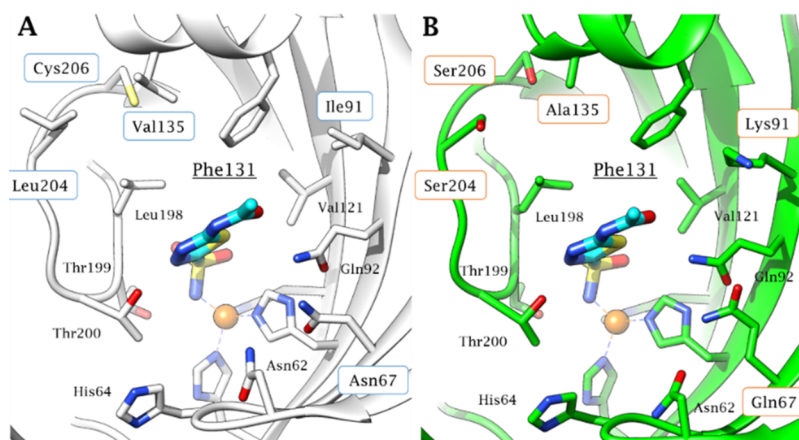 A
Cys206
Val135
Ile91
Phe131
Leu204
Leu198
Val121
Thr199
Gln92
Thr200
Asn62
His64
Asn67
B
Ser206
Ala135
Lys91
Phe131
Ser204
Leu198
Val121
Thr199
Gln92
Thr200
His64
Asn62
Gln67